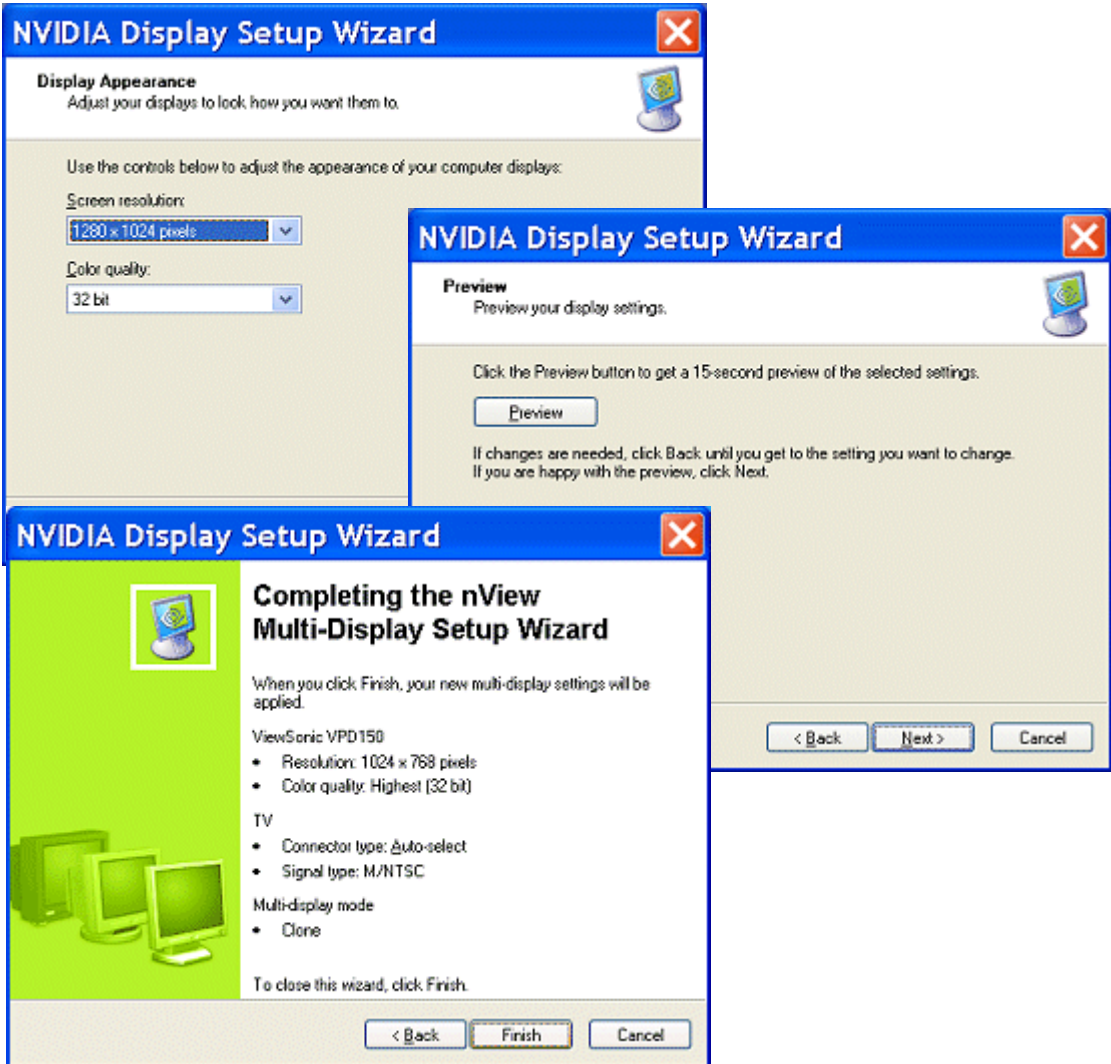 NVIDIA Display Setup Wizard
Display Appearance
Adjust your displays to look how you want them to.
Use the controls below to adjust the appearance of your computer displays:
Screen resolution:
1280 x 1024 pixels
Color quality:
32 bit
NVIDIA Display Setup Wizard
Preview
Preview your display settings.
Click the Preview button to get a 15-second preview of the selected settings.
Preview
If changes are needed, click Back until you get to the setting you want to change.
If you are happy with the preview, click Next.
< Back Next > Cancel
NVIDIA Display Setup Wizard
Completing the nView
Multi-Display Setup Wizard
When you click Finish, your new multi-display settings will be
applied.
ViewSonic VPD150
• Resolution: 1024 x 768 pixels
• Color quality: Highest (32 bit)
TV
• Connector type: Auto-select
• Signal type: M/NTSC
Multi-display mode
• Clone
To close this wizard, click Finish.
< Back Finish Cancel